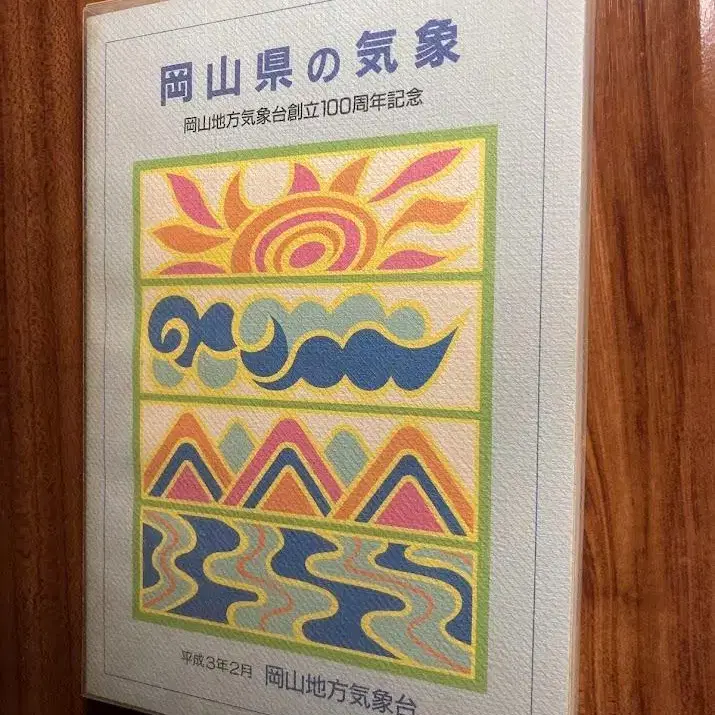 岡山県の気象
岡山地方気象台創立100周年記念
平成3年2月 岡山地方気象台